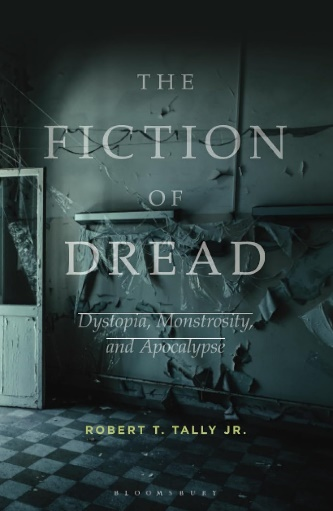 THE
FICTION
OF
DREAD
Dystopia, Monstrosity,
and Apocalypse
ROBERT T. TALLY JR.
BLOOMSBURY